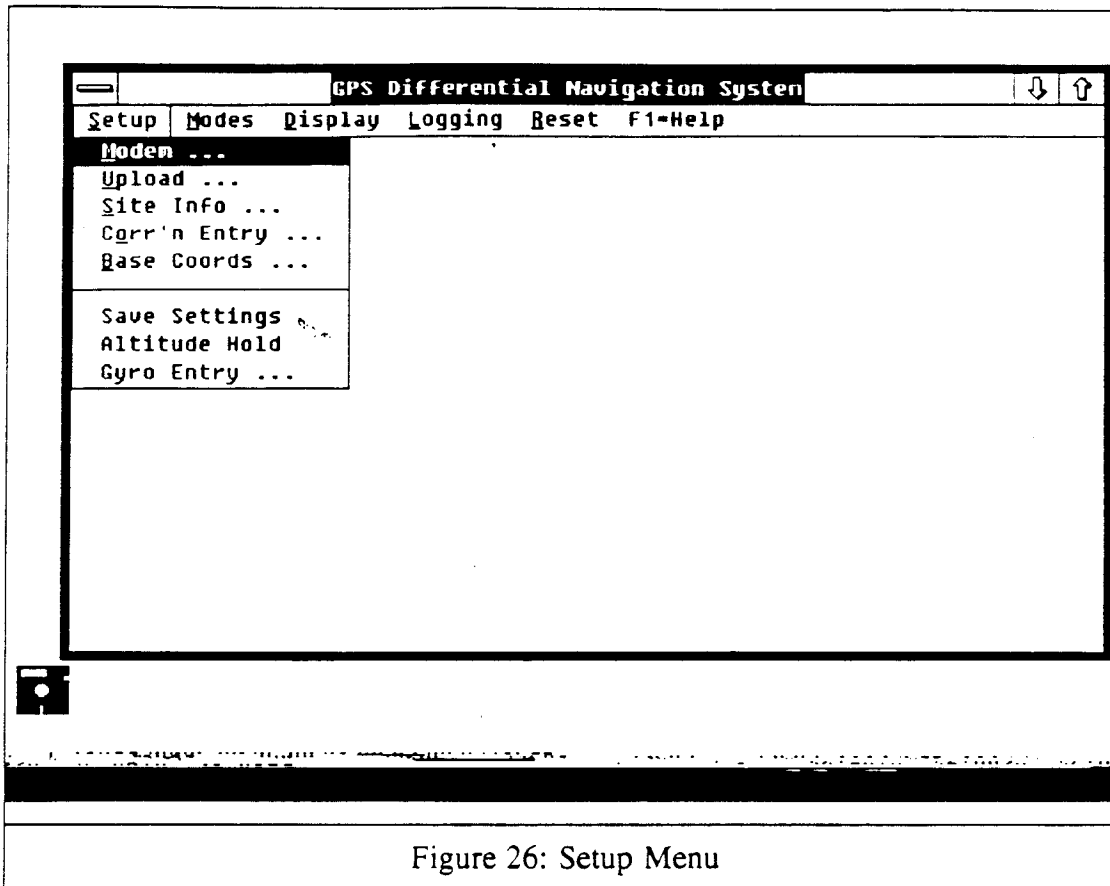 GPS Differential Navigation System
Setup Modes Display Logging Reset F1=Help
Modem ...
Upload ...
Site Info ...
Corr'n Entry ...
Base Coords ...
Save Settings
Altitude Hold
Gyro Entry ...
Figure 26: Setup Menu